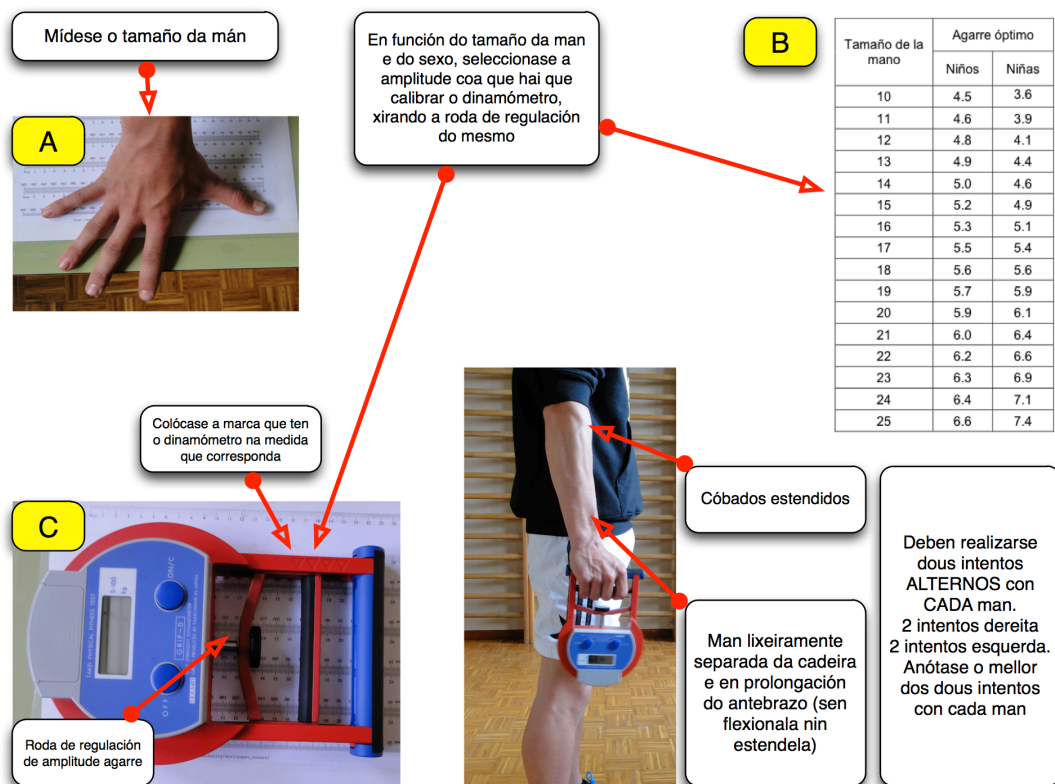 Mídese o tamaño da mán
A
En función do tamaño da man
e do sexo, seleccionase a
amplitude coa que hai que
calibrar o dinamómetro,
xirando a roda de regulación
do mesmo
B
Tamaño de la
mano
Agarre óptimo
Niños Niñas
10 4.5 3.6
11 4.6 3.9
12 4.8 4.1
13 4.9 4.4
14 5.0 4.6
15 5.2 4.9
16 5.3 5.1
17 5.5 5.4
18 5.6 5.6
19 5.7 5.9
20 5.9 6.1
21 6.0 6.4
22 6.2 6.6
23 6.3 6.9
24 6.4 7.1
25 6.6 7.4
Colócase a marca que ten
o dinamómetro na medida
que corresponda
C
TAKEI PHYSICAL FITNESS TEST
kg
ON/C
OFF
GRIP-D
Roda de regulación
de amplitude agarre
Cóbados estendidos
Man lixeiramente
separada da cadeira
e en prolongación
do antebrazo (sen
flexionala nin
estendela)
Deben realizarse
dous intentos
ALTERNOS con
CADA man.
2 intentos dereita
2 intentos esquerda.
Anótase o mellor
dos dous intentos
con cada man